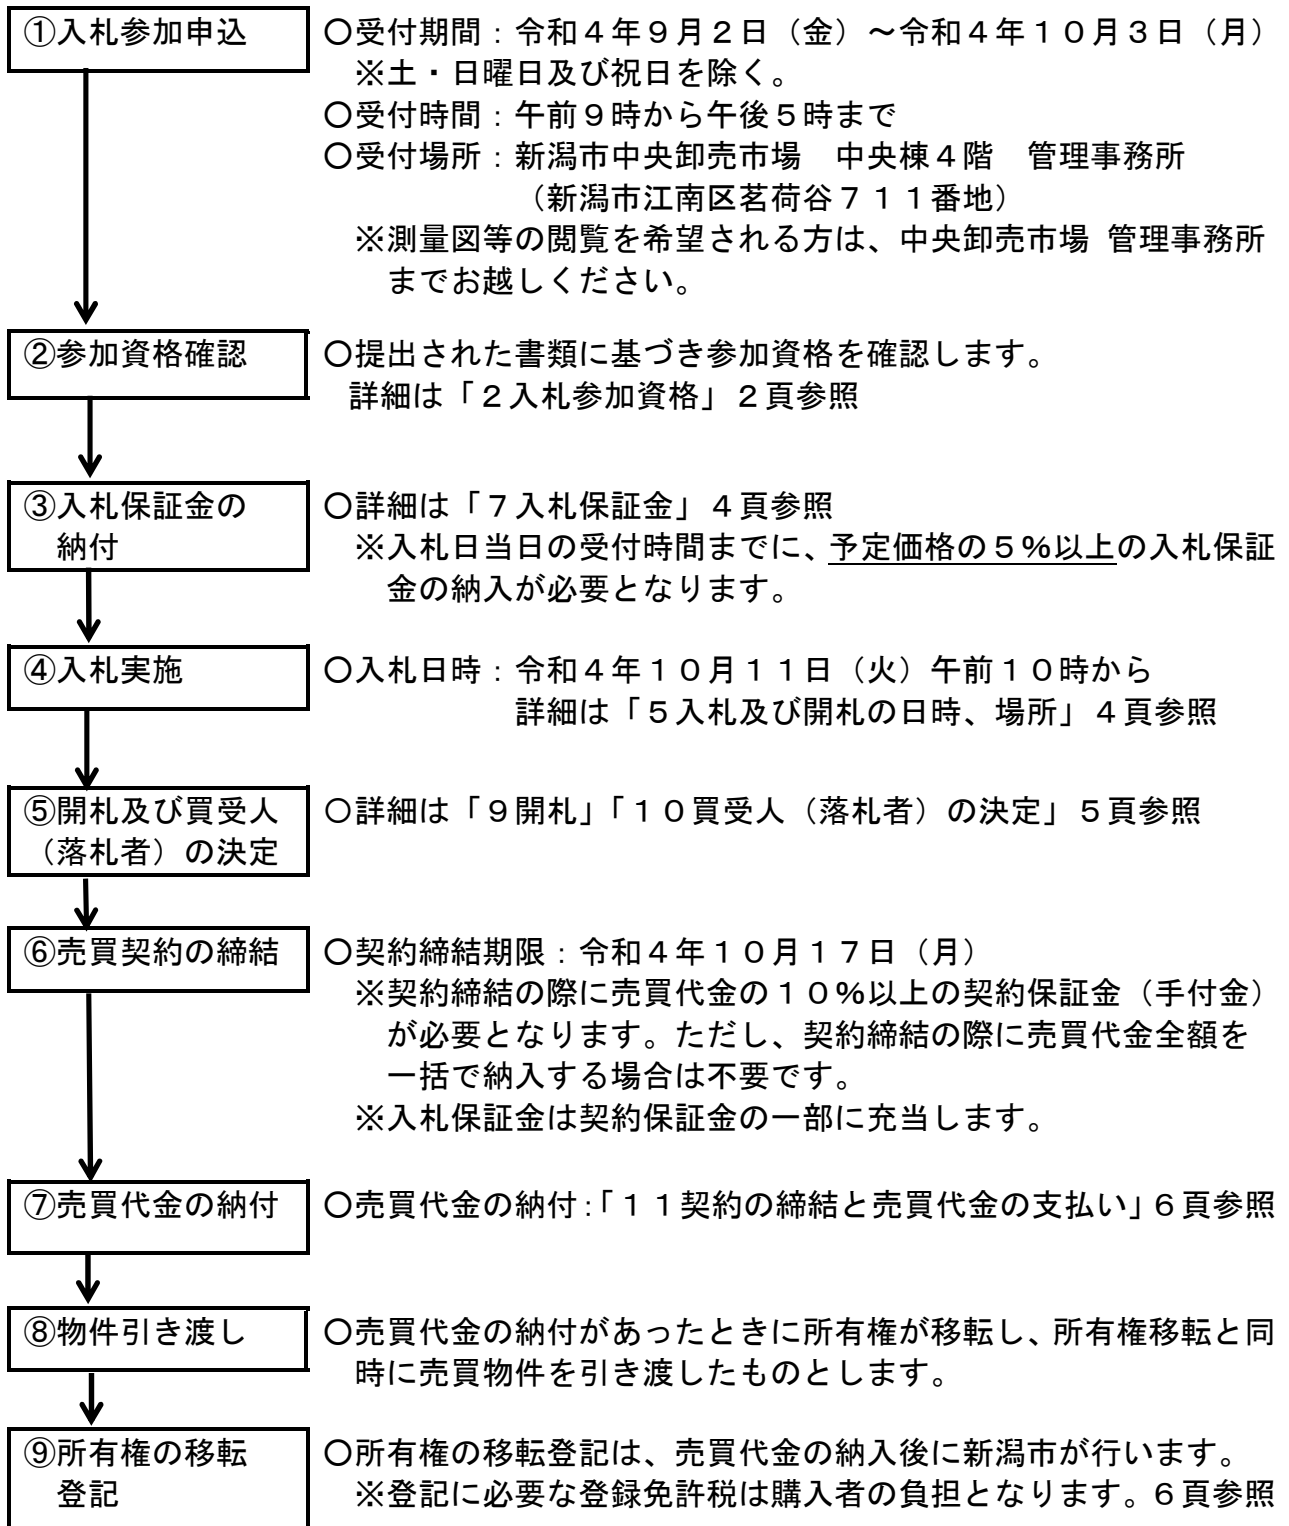 ①入札参加申込
〇受付期間：令和４年９月２日（金）～令和４年１０月３日（月）
※土・日曜日及び祝日を除く。
〇受付時間：午前９時から午後５時まで
〇受付場所：新潟市中央卸売市場　中央棟４階　管理事務所
（新潟市江南区茗荷谷７１１番地）
※測量図等の閲覧を希望される方は、中央卸売市場 管理事務所
までお越しください。
②参加資格確認
〇提出された書類に基づき参加資格を確認します。
詳細は「２入札参加資格」２頁参照
③入札保証金の
納付
〇詳細は「７入札保証金」４頁参照
※入札日当日の受付時間までに、予定価格の５%以上の入札保証
金の納入が必要となります。
④入札実施
〇入札日時：令和４年１０月１１日（火）午前１０時から
詳細は「５入札及び開札の日時、場所」４頁参照
⑤開札及び買受人
（落札者）の決定
〇詳細は「９開札」「１０買受人（落札者）の決定」５頁参照
⑥売買契約の締結
〇契約締結期限：令和４年１０月１７日（月）
※契約締結の際に売買代金の１０%以上の契約保証金（手付金）
が必要となります。ただし、契約締結の際に売買代金全額を
一括で納入する場合は不要です。
※入札保証金は契約保証金の一部に充当します。
⑦売買代金の納付
〇売買代金の納付：「１１契約の締結と売買代金の支払い」６頁参照
⑧物件引き渡し
〇売買代金の納付があったときに所有権が移転し、所有権移転と同
時に売買物件を引き渡したものとします。
⑨所有権の移転
登記
〇所有権の移転登記は、売買代金の納入後に新潟市が行います。
※登記に必要な登録免許税は購入者の負担となります。６頁参照